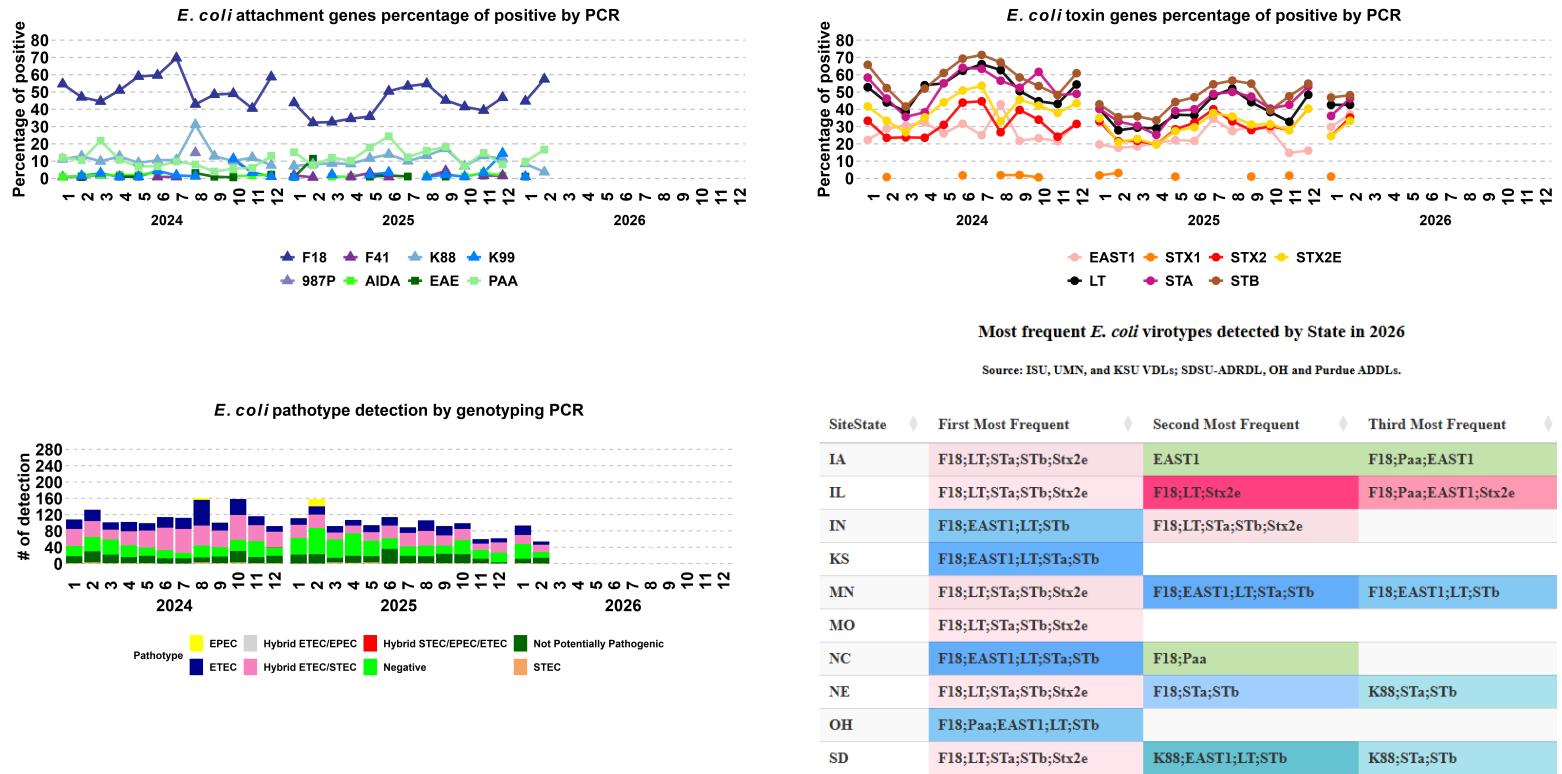 E. coli attachment genes percentage of positive by PCR
Percentage of positive
80
70
60
50
40
30
20
10
0
1 2 3 4 5 6 7 8 9 10 11 12 1 2 3 4 5 6 7 8 9 10 11 12 1 2 3 4 5 6 7 8 9 10 11 12
2024 2025 2026
F18 F41 K88 K99
987P AIDA EAE PAA
E. coli toxin genes percentage of positive by PCR
Percentage of positive
80
70
60
50
40
30
20
10
0
1 2 3 4 5 6 7 8 9 10 11 12 1 2 3 4 5 6 7 8 9 10 11 12 1 2 3 4 5 6 7 8 9 10 11 12
2024 2025 2026
EAST1 STX1 STX2 STX2E
LT STA STB
E. coli pathotype detection by genotyping PCR
# of detection
280
240
200
160
120
80
40
0
1 2 3 4 5 6 7 8 9 10 11 12 1 2 3 4 5 6 7 8 9 10 11 12 1 2 3 4 5 6 7 8 9 10 11 12
2024 2025 2026
Pathotype
EPEC Hybrid ETEC/EPEC Hybrid STEC/EPEC/ETEC Not Potentially Pathogenic
ETEC Hybrid ETEC/STEC Negative STEC
Most frequent E. coli virotypes detected by State in 2026
Source: ISU, UMN, and KSU VDLs; SDSU-ADRDL, OH and Purdue ADDLs.
SiteState First Most Frequent Second Most Frequent Third Most Frequent
IA F18;LT;STa;STb;Stx2e EAST1 F18;Paa;EAST1
IL F18;LT;STa;STb;Stx2e F18;LT;Stx2e F18;Paa;EAST1;Stx2e
IN F18;EAST1;LT;STb F18;LT;STa;STb;Stx2e
KS F18;EAST1;LT;STa;STb
MN F18;LT;STa;STb;Stx2e F18;EAST1;LT;STa;STb F18;EAST1;LT;STb
MO F18;LT;STa;STb;Stx2e
NC F18;EAST1;LT;STa;STb F18;Paa
NE F18;LT;STa;STb;Stx2e F18;STa;STb K88;STa;STb
OH F18;Paa;EAST1;LT;STb
SD F18;LT;STa;STb;Stx2e K88;EAST1;LT;STb K88;STa;STb